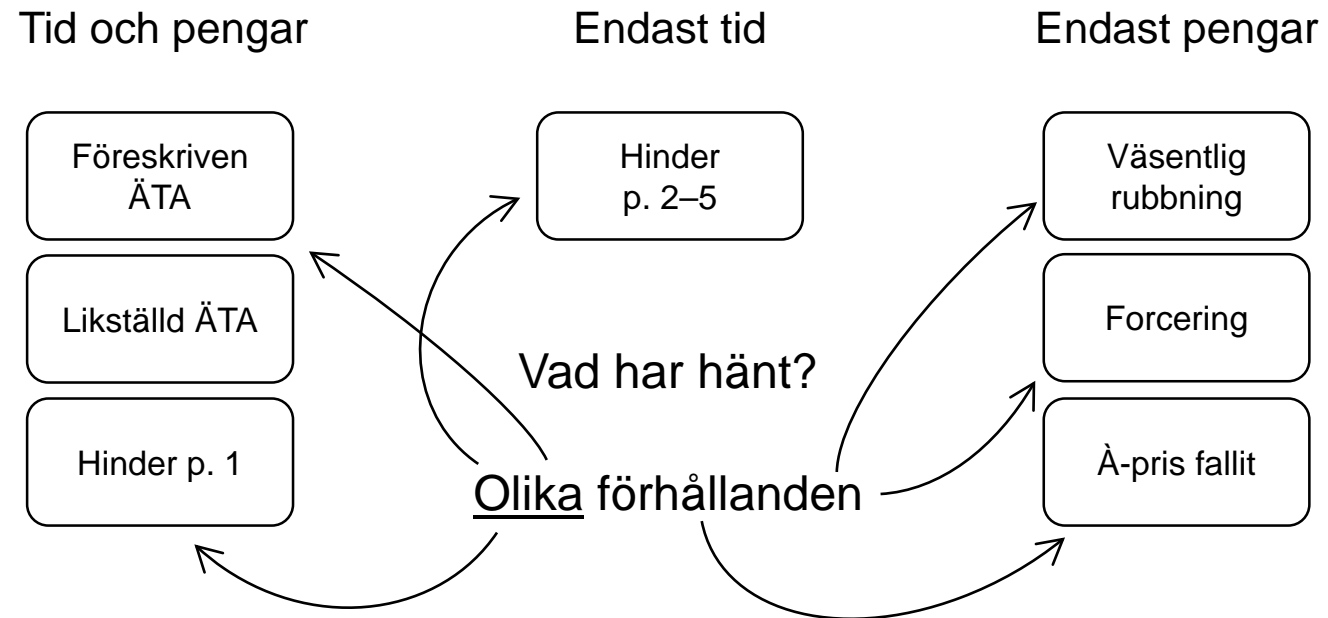 Tid och pengar
Endast tid
Endast pengar
Föreskriven
ÄTA
Hinder
p. 2–5
Väsentlig
rubbning
Likställd ÄTA
Forcering
Vad har hänt?
Hinder p. 1
À-pris fallit
Olika förhållanden